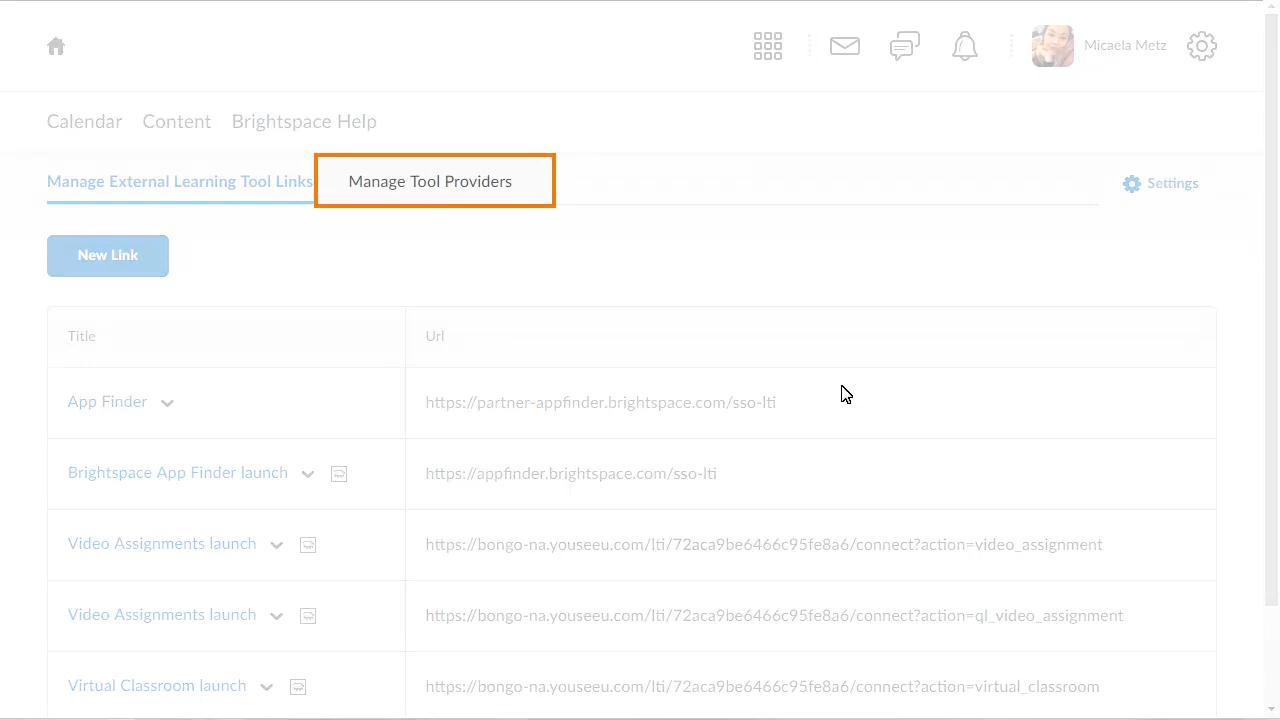 Micaela Metz
Calendar Content Brightspace Help
Manage External Learning Tool Links Manage Tool Providers Settings
New Link
Title Url
App Finder https://partner-appfinder.brightspace.com/sso-lti
Brightspace App Finder launch https://appfinder.brightspace.com/sso-lti
Video Assignments launch https://bongo-na.youseeu.com/lti/72aca9be6466c95fe8a6/connect?action=video_assignment
Video Assignments launch https://bongo-na.youseeu.com/lti/72aca9be6466c95fe8a6/connect?action=ql_video_assignment
Virtual Classroom launch https://bongo-na.youseeu.com/lti/72aca9be6466c95fe8a6/connect?action=virtual_classroom